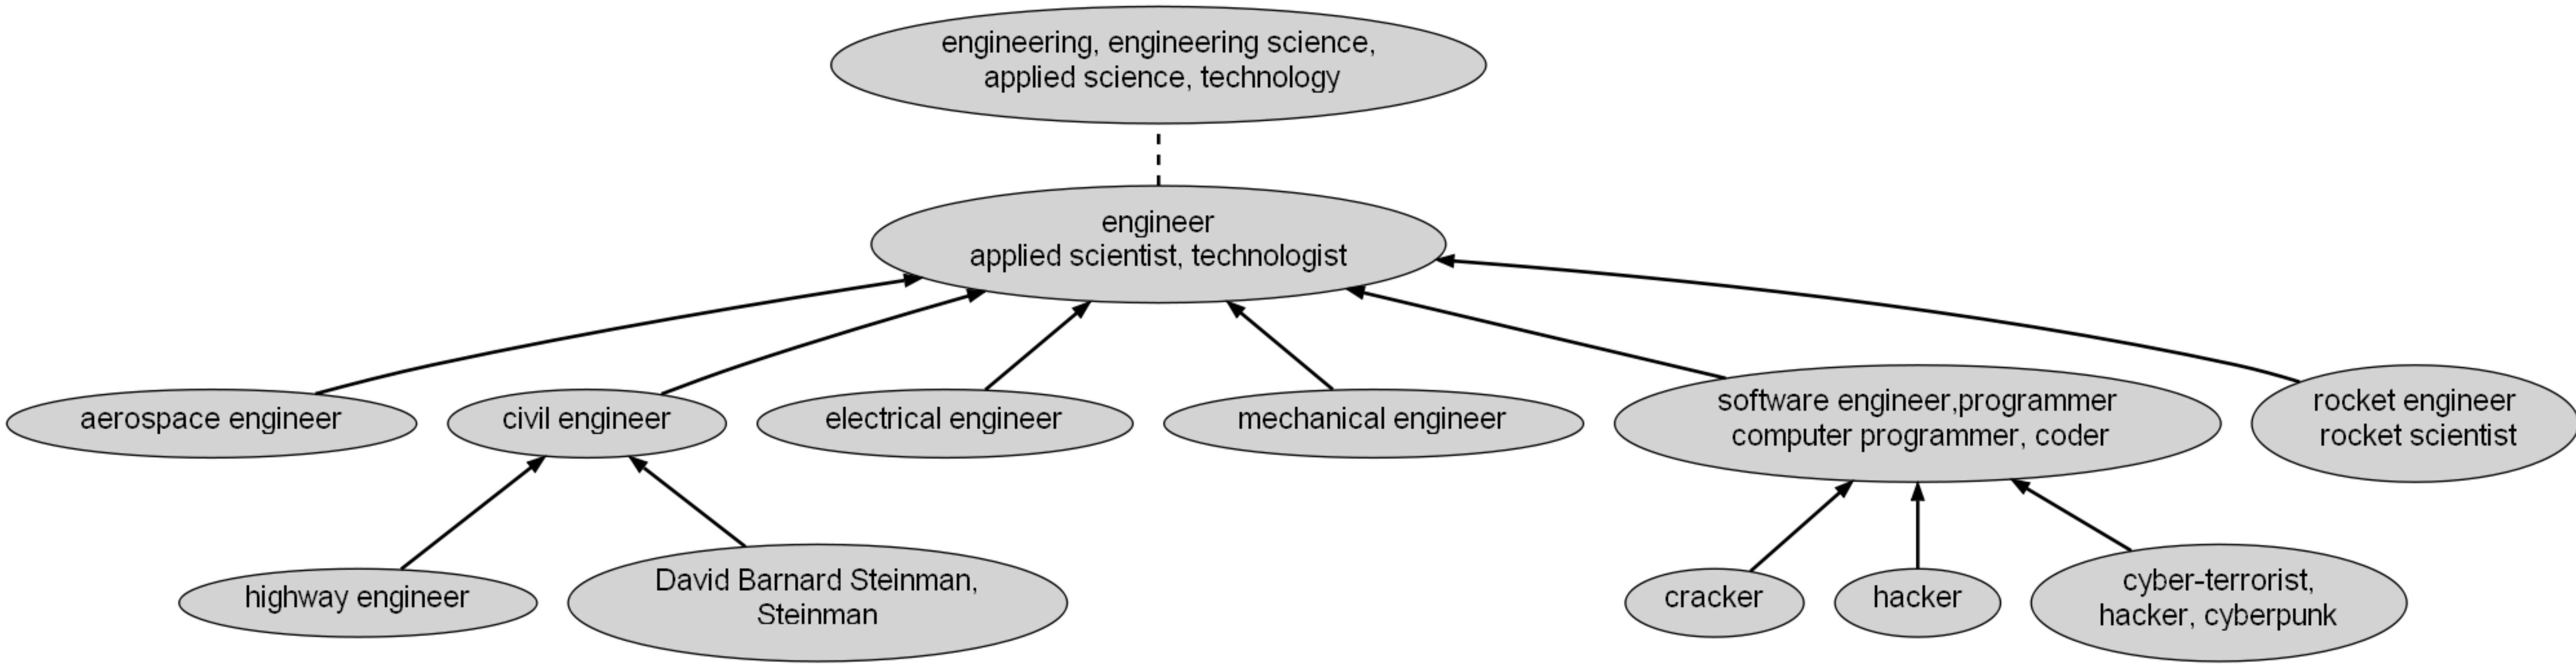 engineering, engineering science,
applied science, technology
engineer
applied scientist, technologist
aerospace engineer
civil engineer
electrical engineer
mechanical engineer
software engineer,programmer
computer programmer, coder
rocket engineer
rocket scientist
highway engineer
David Barnard Steinman,
Steinman
cracker
hacker
cyber-terrorist,
hacker, cyberpunk